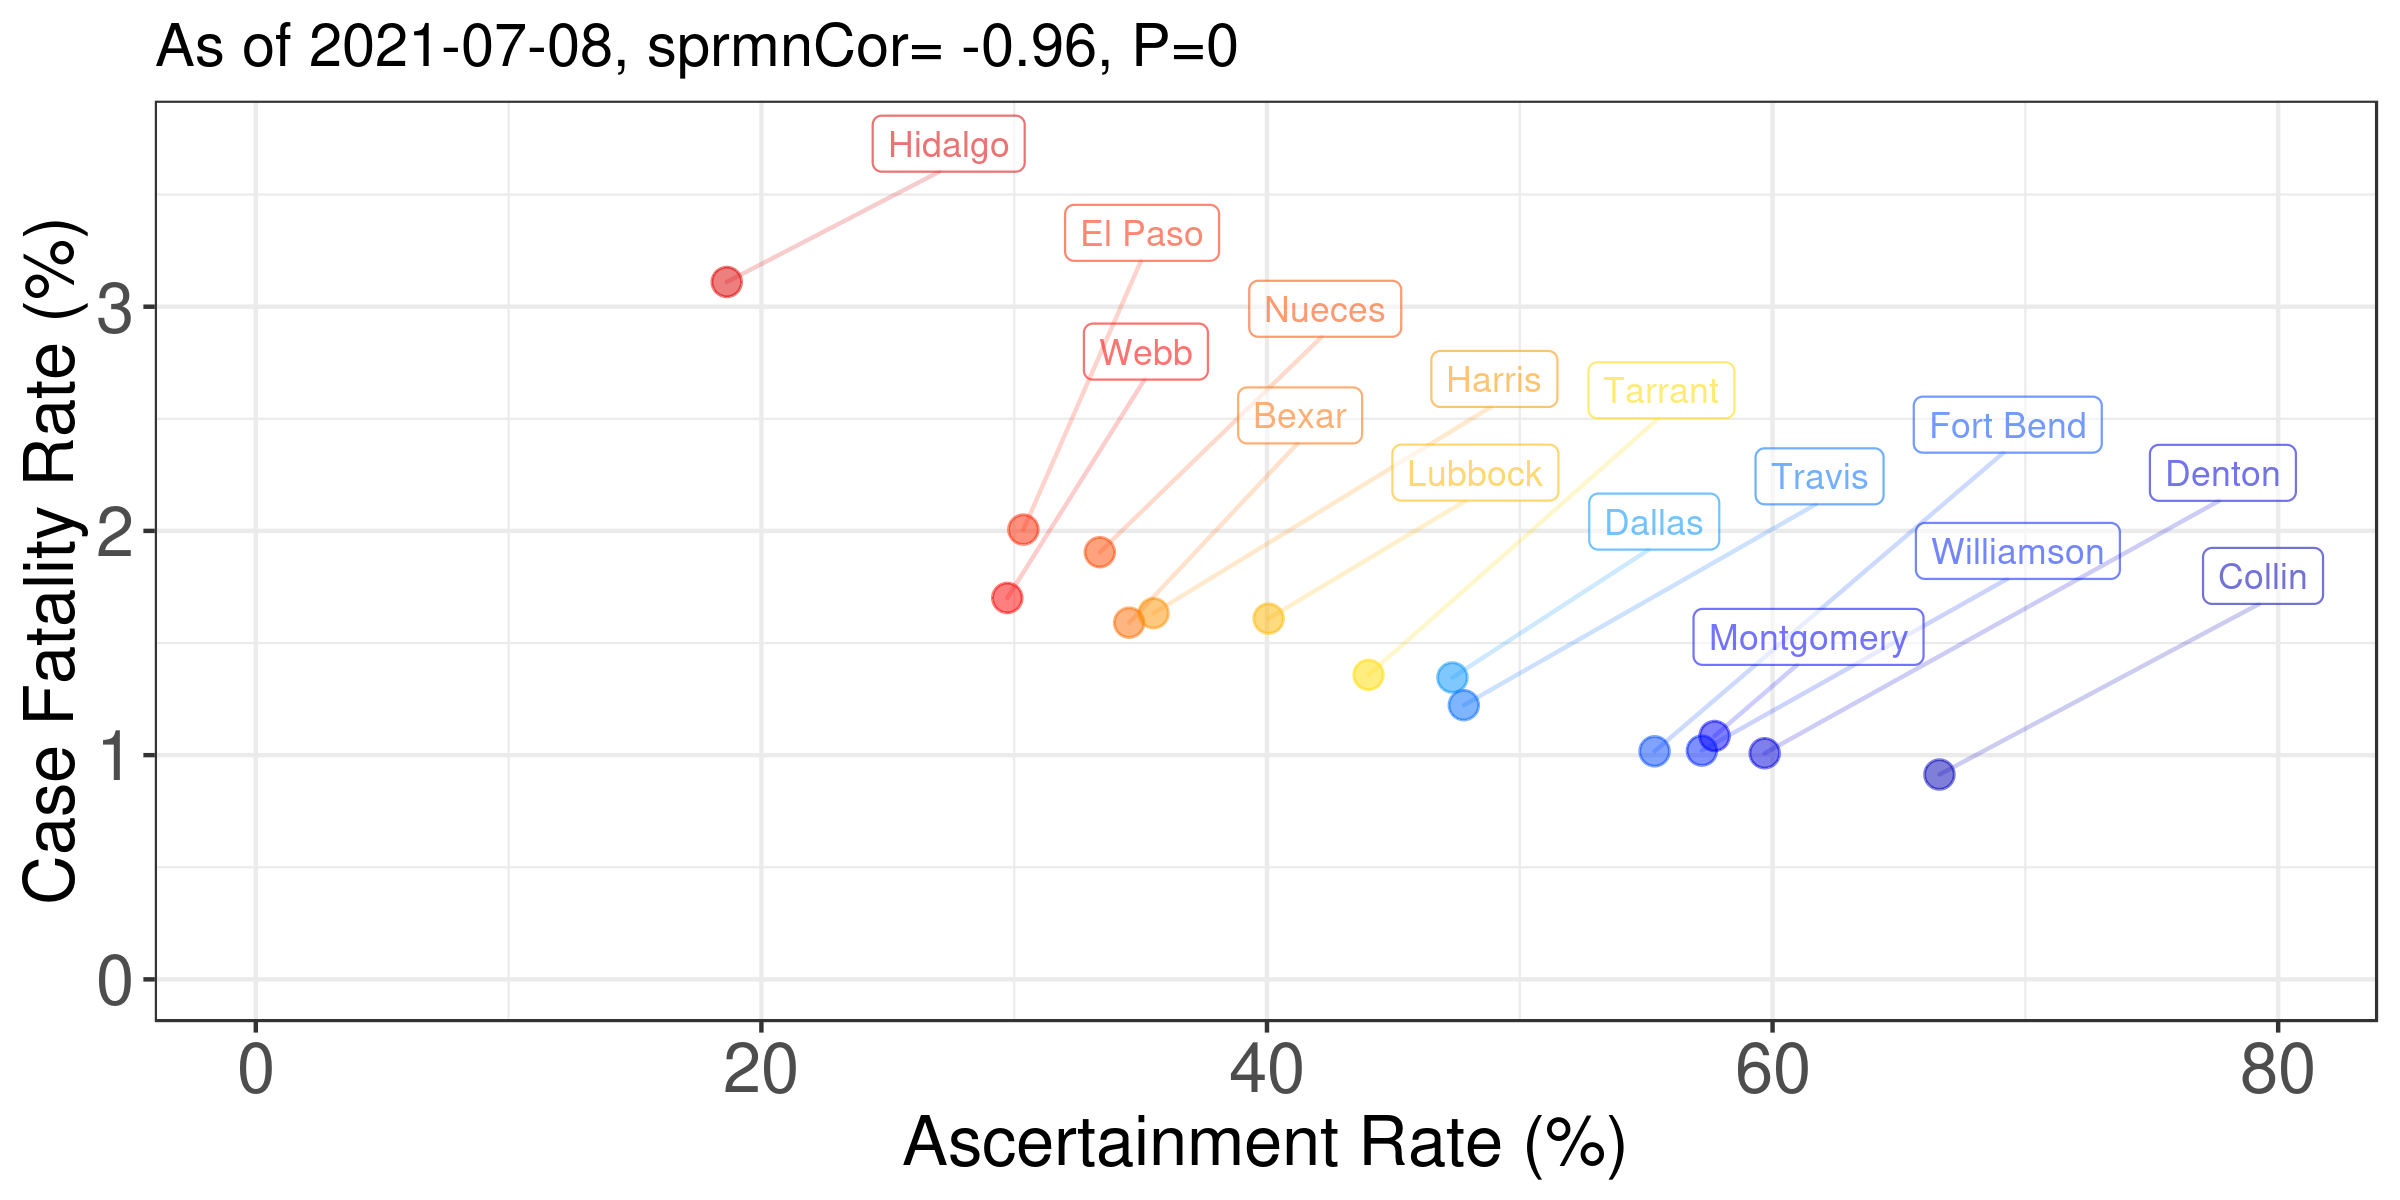 As of 2021-07-08, sprmnCor= -0.96, P=0
Hidalgo
El Paso
Nueces
Webb
Harris
Tarrant
Bexar
Fort Bend
Lubbock
Travis
Denton
Dallas
Williamson
Collin
Montgomery
Case Fatality Rate (%)
3
2
1
0
0 20 40 60 80
Ascertainment Rate (%)